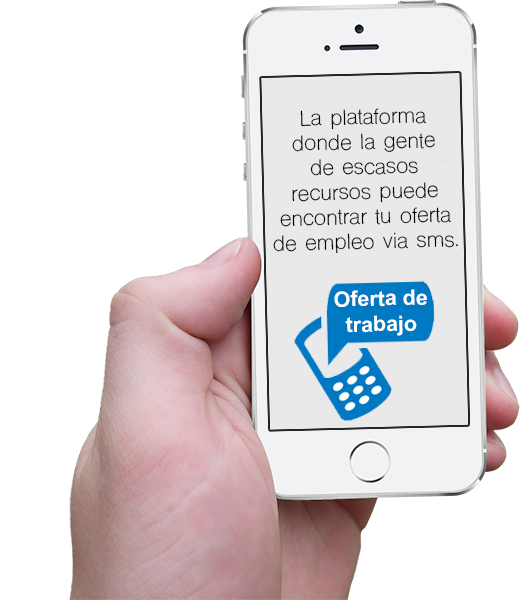 La plataforma
donde la gente
de escasos
recursos puede
encontrar tu oferta
de empleo via sms.
Oferta de
trabajo